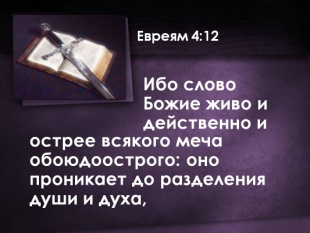 Евреям 4:12
Ибо слово
Божие живо и
действенно и
острее всякого меча
обоюдоострого: оно
проникает до разделения
души и духа,